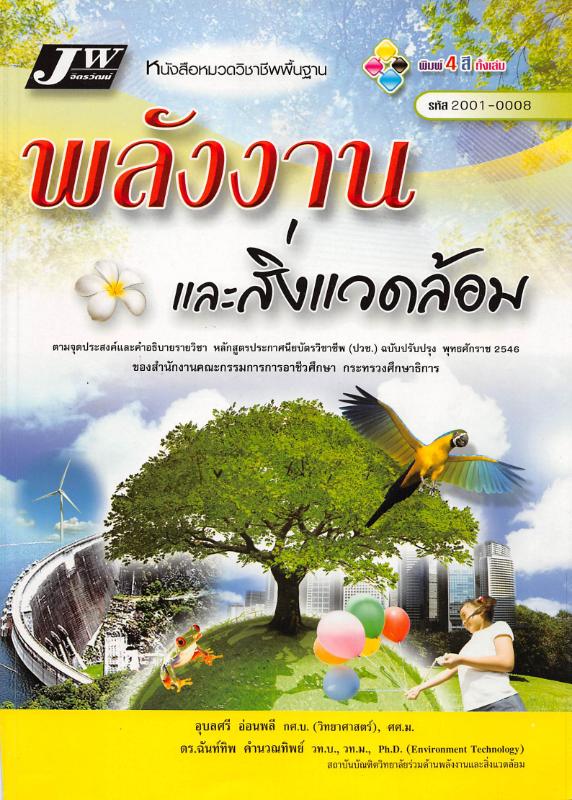 JW
จิตรวัฒน์
หนังสือหมวดวิชาชีพพื้นฐาน
พิมพ์ 4 สี ทั้งเล่ม
รหัส 2001-0008
พลังงาน
และสิ่งแวดล้อม
ตามจุดประสงค์และคำอธิบายรายวิชา หลักสูตรประกาศนียบัตรวิชาชีพ (ปวช.) ฉบับปรับปรุง พุทธศักราช 2546
ของสำนักงานคณะกรรมการการอาชีวศึกษา กระทรวงศึกษาธิการ
อุบลศรี อ่อนพลี กศ.บ. (วิทยาศาสตร์), ศศ.ม.
ดร.ฉันท์ทิพ คำนวณทิพย์ วท.บ., วท.ม., Ph.D. (Environment Technology)
สถาบันบัณฑิตวิทยาลัยร่วมด้านพลังงานและสิ่งแวดล้อม